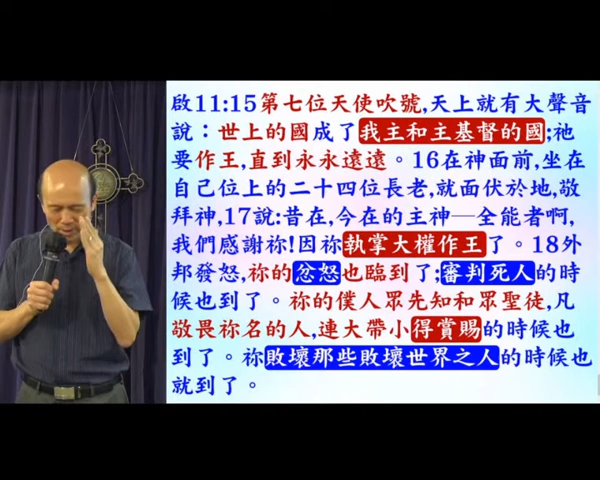 啟11:15第七位天使吹號,天上就有大聲音
說：世上的國成了我主和主基督的國;祂
要作王,直到永永遠遠。16在神面前,坐在
自己位上的二十四位長老,就面伏於地,敬
拜神,17說:昔在,今在的主神─全能者啊,
我們感謝祢!因祢執掌大權作王了。18外
邦發怒,祢的忿怒也臨到了;審判死人的時
候也到了。祢的僕人眾先知和眾聖徒,凡
敬畏祢名的人,連大帶小得賞賜的時候也
到了。祢敗壞那些敗壞世界之人的時候也
就到了。